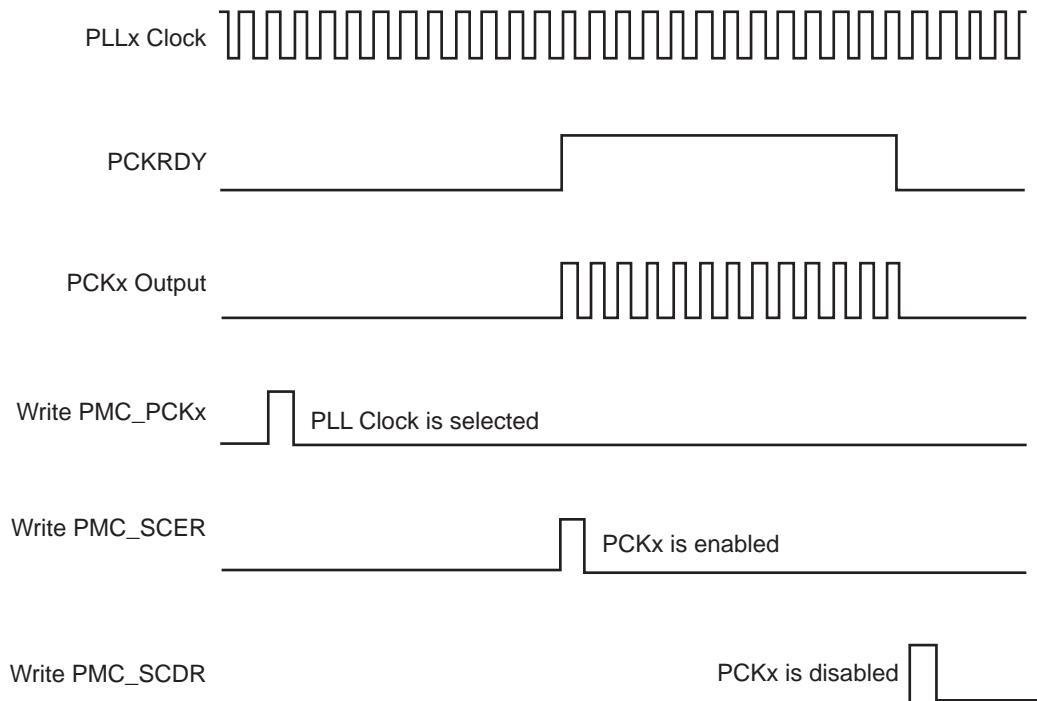 PLLx Clock
PCKRDY
PCKx Output
Write PMC_PCKx
PLL Clock is selected
Write PMC_SCER
PCKx is enabled
Write PMC_SCDR
PCKx is disabled